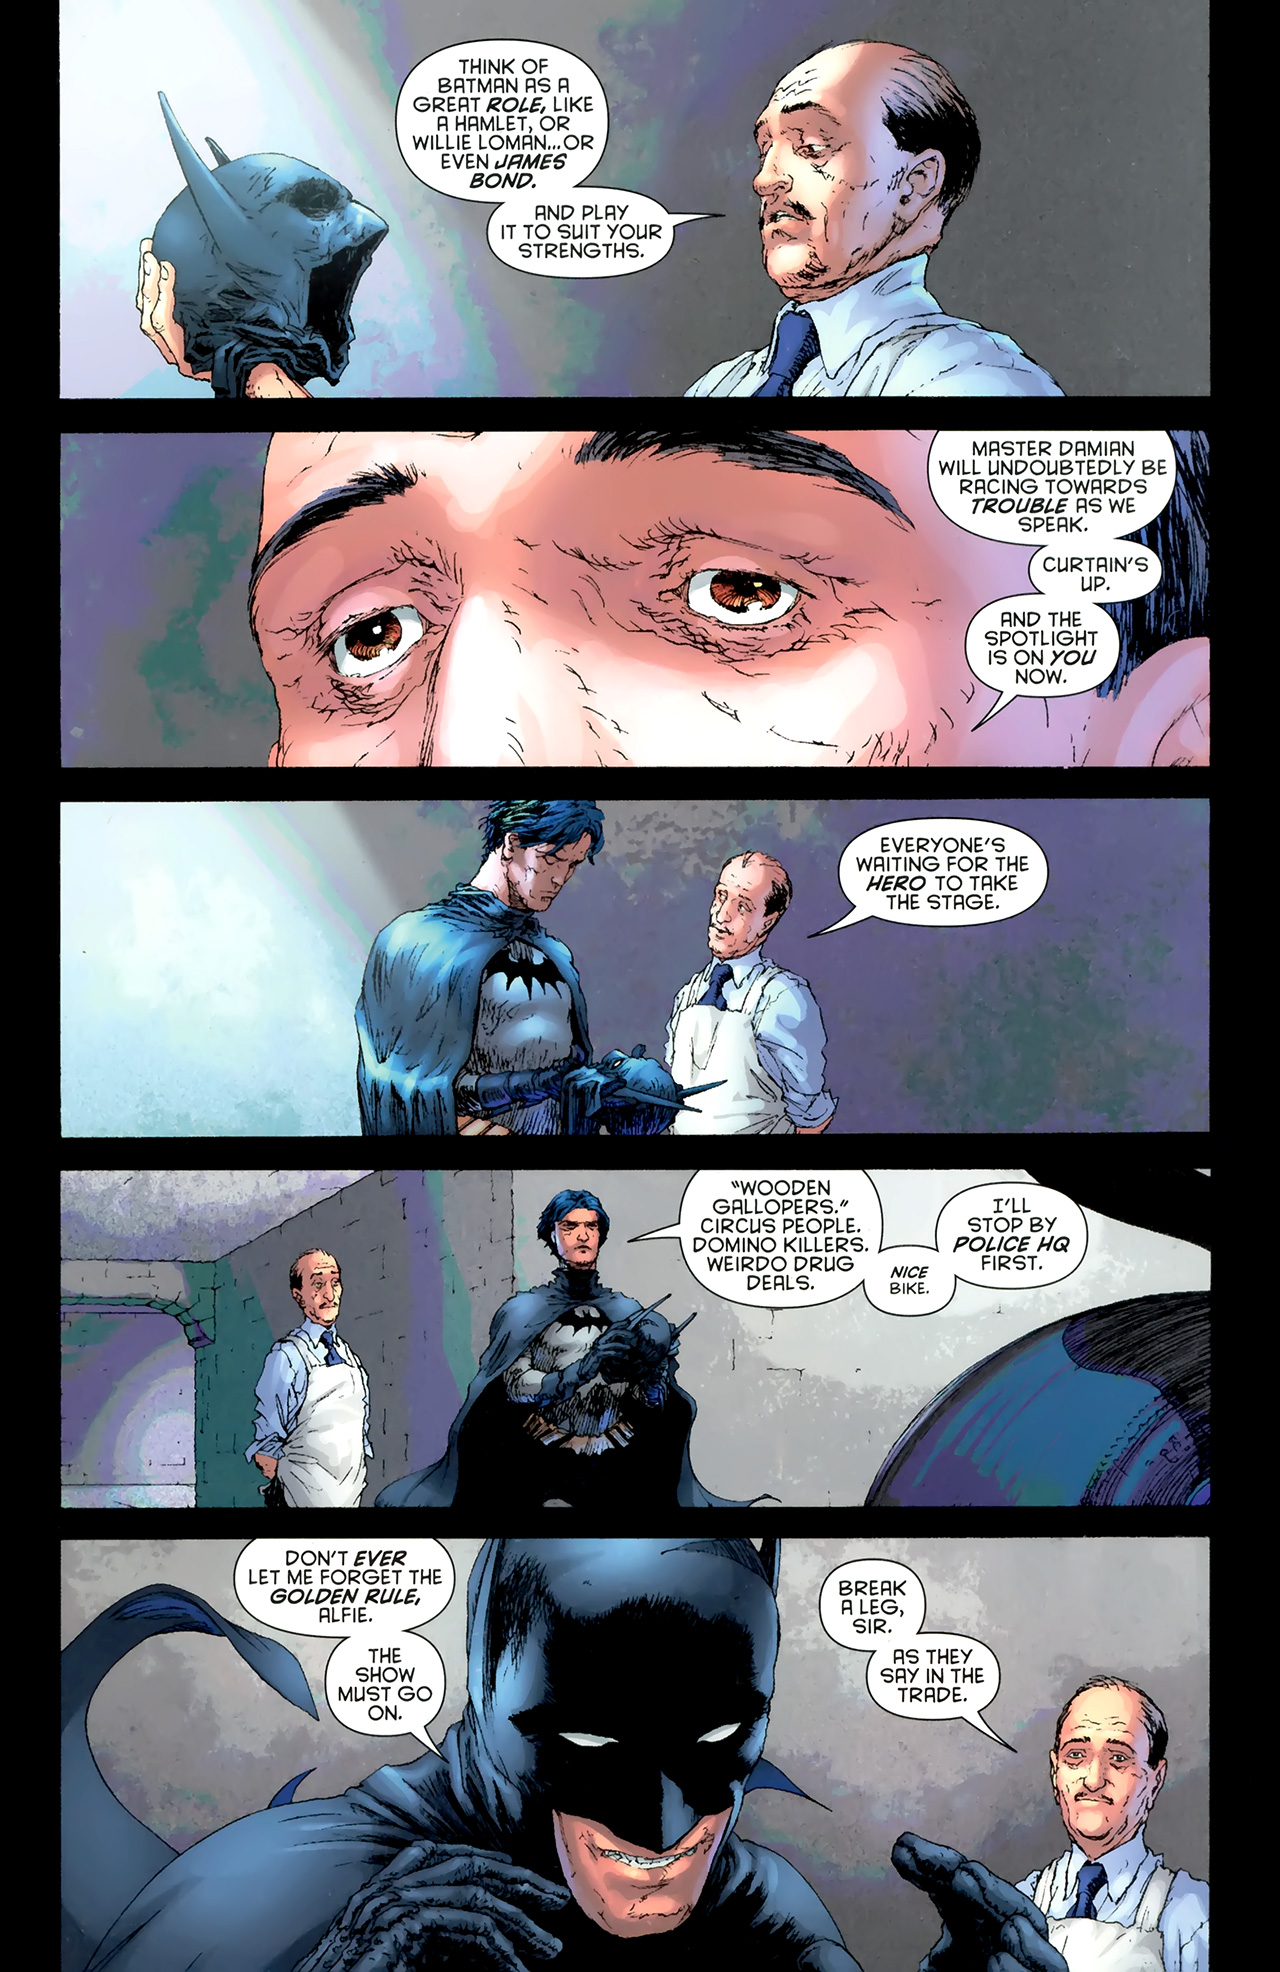 THINK OF
BATMAN AS A
GREAT ROLE, LIKE
A HAMLET, OR
WILLIE LOMAN...OR
EVEN JAMES
BOND.
AND PLAY
IT TO SUIT YOUR
STRENGTHS.
MASTER DAMIAN
WILL UNDOUBTEDLY BE
RACING TOWARDS
TROUBLE AS WE
SPEAK.
CURTAIN'S
UP.
AND THE
SPOTLIGHT
IS ON YOU
NOW.
EVERYONE'S
WAITING FOR THE
HERO TO TAKE
THE STAGE.
"WOODEN
GALLOPERS."
CIRCUS PEOPLE.
DOMINO KILLERS.
WEIRDO DRUG
DEALS.
NICE
BIKE.
I'LL
STOP BY
POLICE HQ
FIRST.
DON'T EVER
LET ME FORGET THE
GOLDEN RULE,
ALFIE.
THE
SHOW
MUST GO
ON.
BREAK
A LEG,
SIR.
AS THEY
SAY IN THE
TRADE.